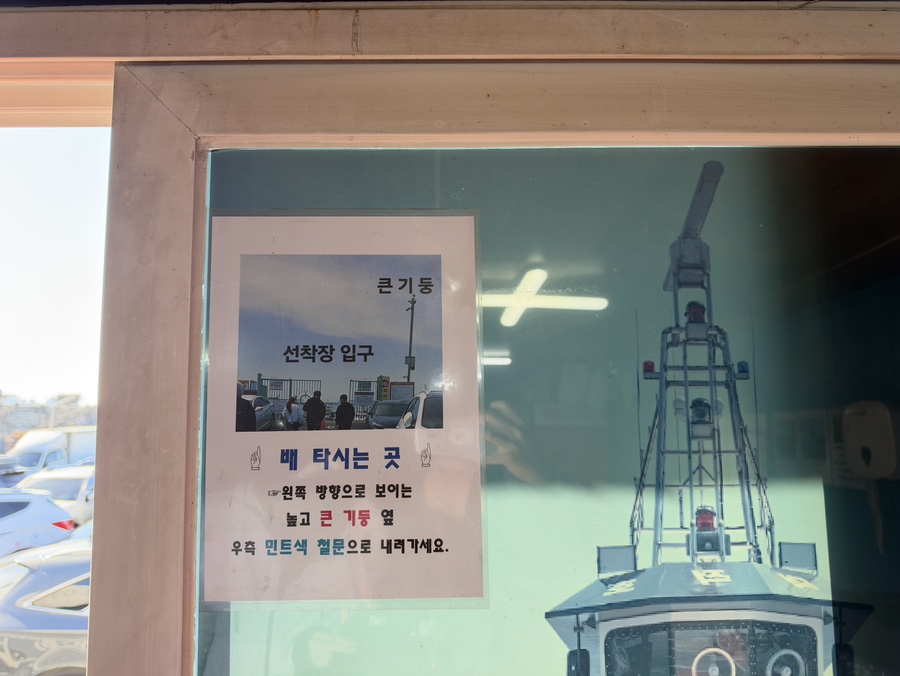 큰기둥
선착장 입구
☝ 배 타시는 곳 ☝
☞왼쪽 방향으로 보이는
높고 큰 기둥 옆
우측 민트색 철문으로 내려가세요.